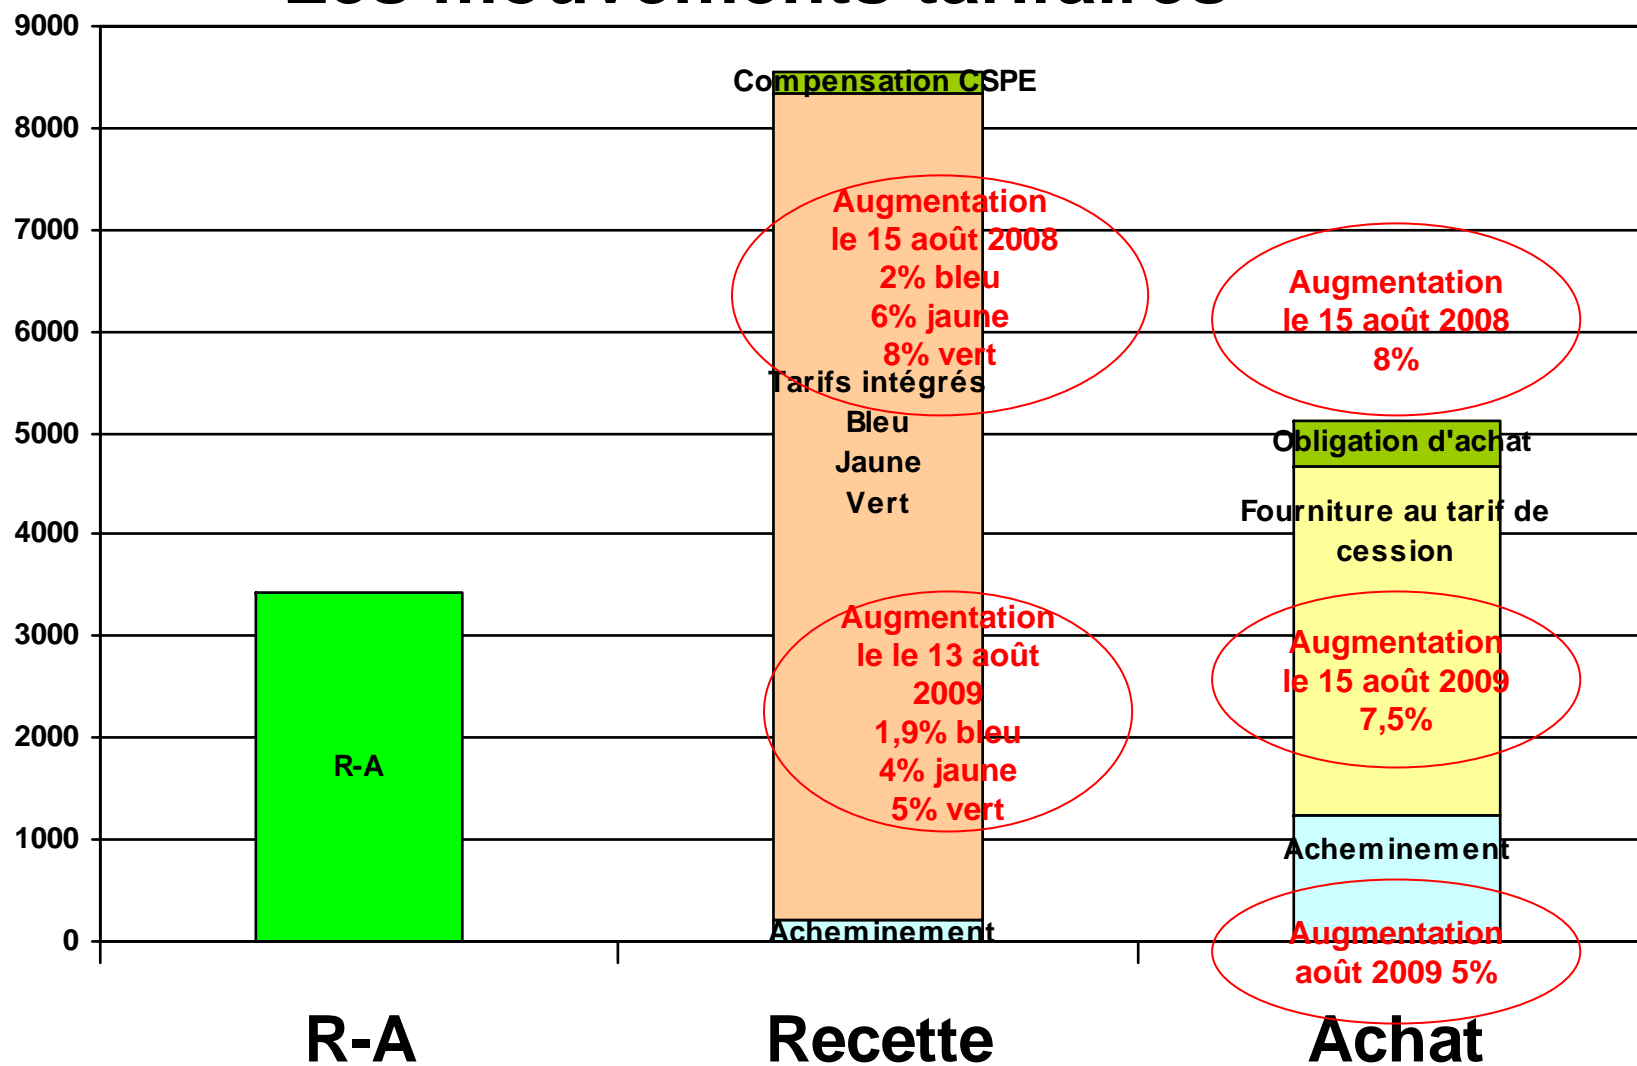 Les mouvements tarifaires
9000
8000
7000
6000
5000
4000
3000
2000
1000
0
R-A
Compensation CSPE
Augmentation
le 15 août 2008
2% bleu
6% jaune
8% vert
Tarifs intégrés
Bleu
Jaune
Vert
Augmentation
le le 13 août
2009
1,9% bleu
4% jaune
5% vert
Acheminement
Augmentation
le 15 août 2008
8%
Obligation d'achat
Fourniture au tarif de
cession
Augmentation
le 15 août 2009
7,5%
Acheminement
Augmentation
août 2009 5%
R-A
Recette
Achat